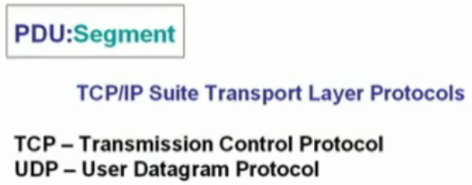 PDU:Segment
TCP/IP Suite Transport Layer Protocols
TCP – Transmission Control Protocol
UDP – User Datagram Protocol